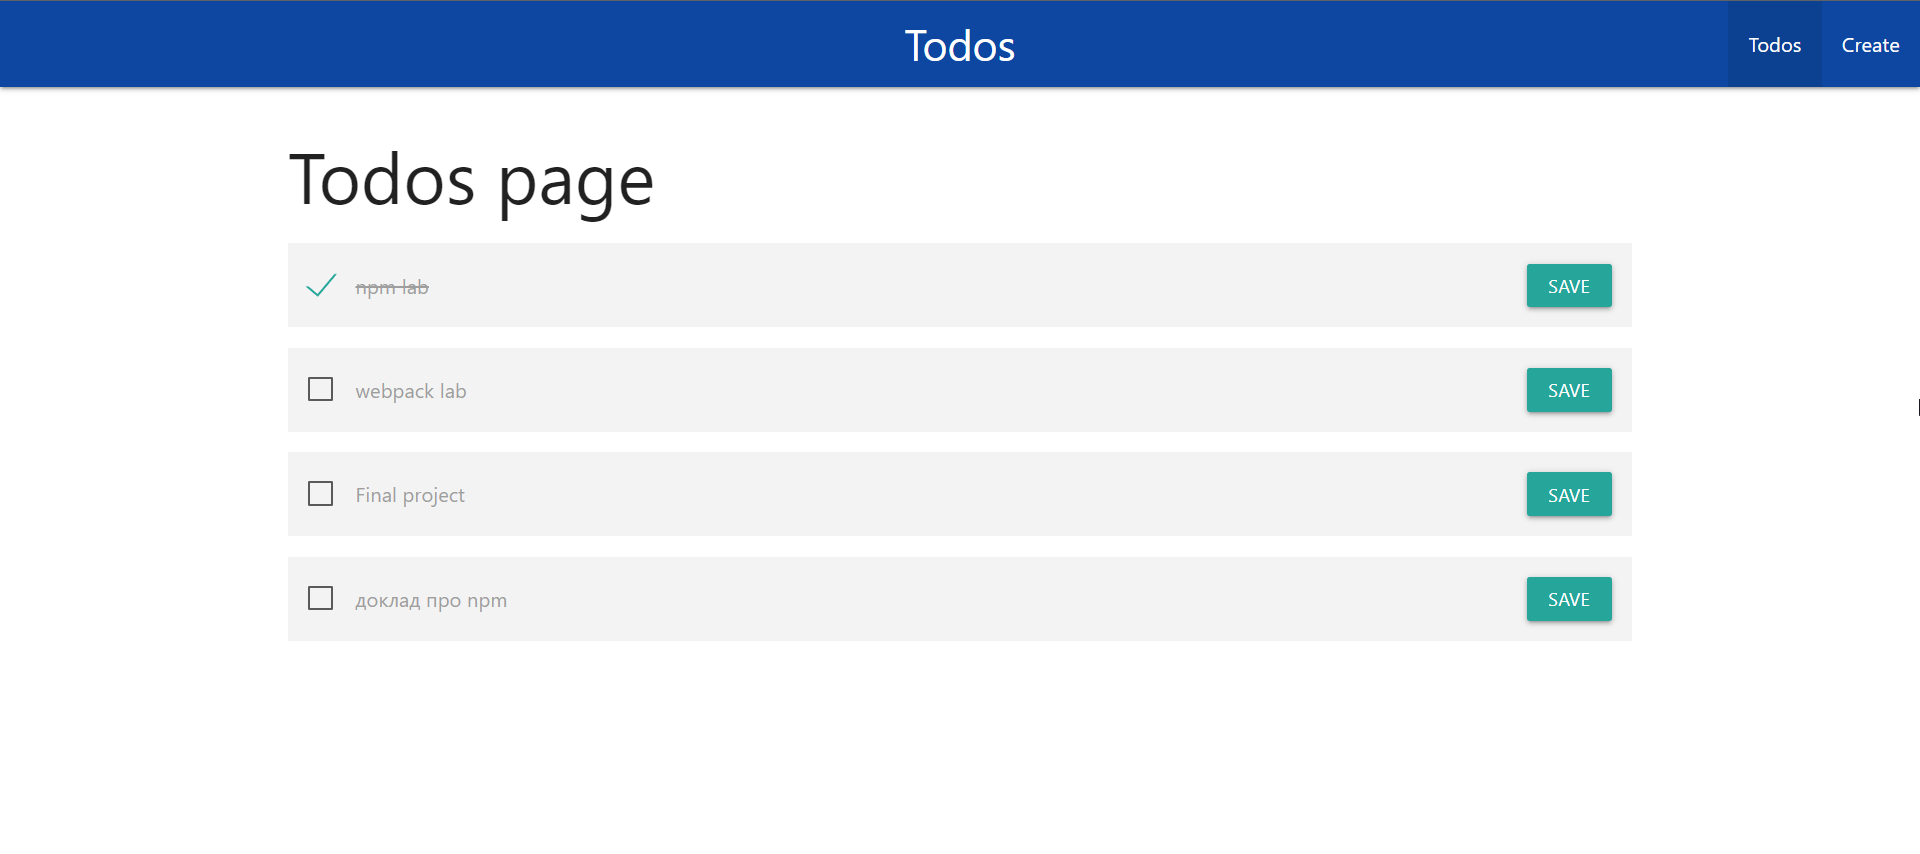 Todos
Todos
Create
Todos page
npm lab
SAVE
webpack lab
SAVE
Final project
SAVE
доклад про npm
SAVE